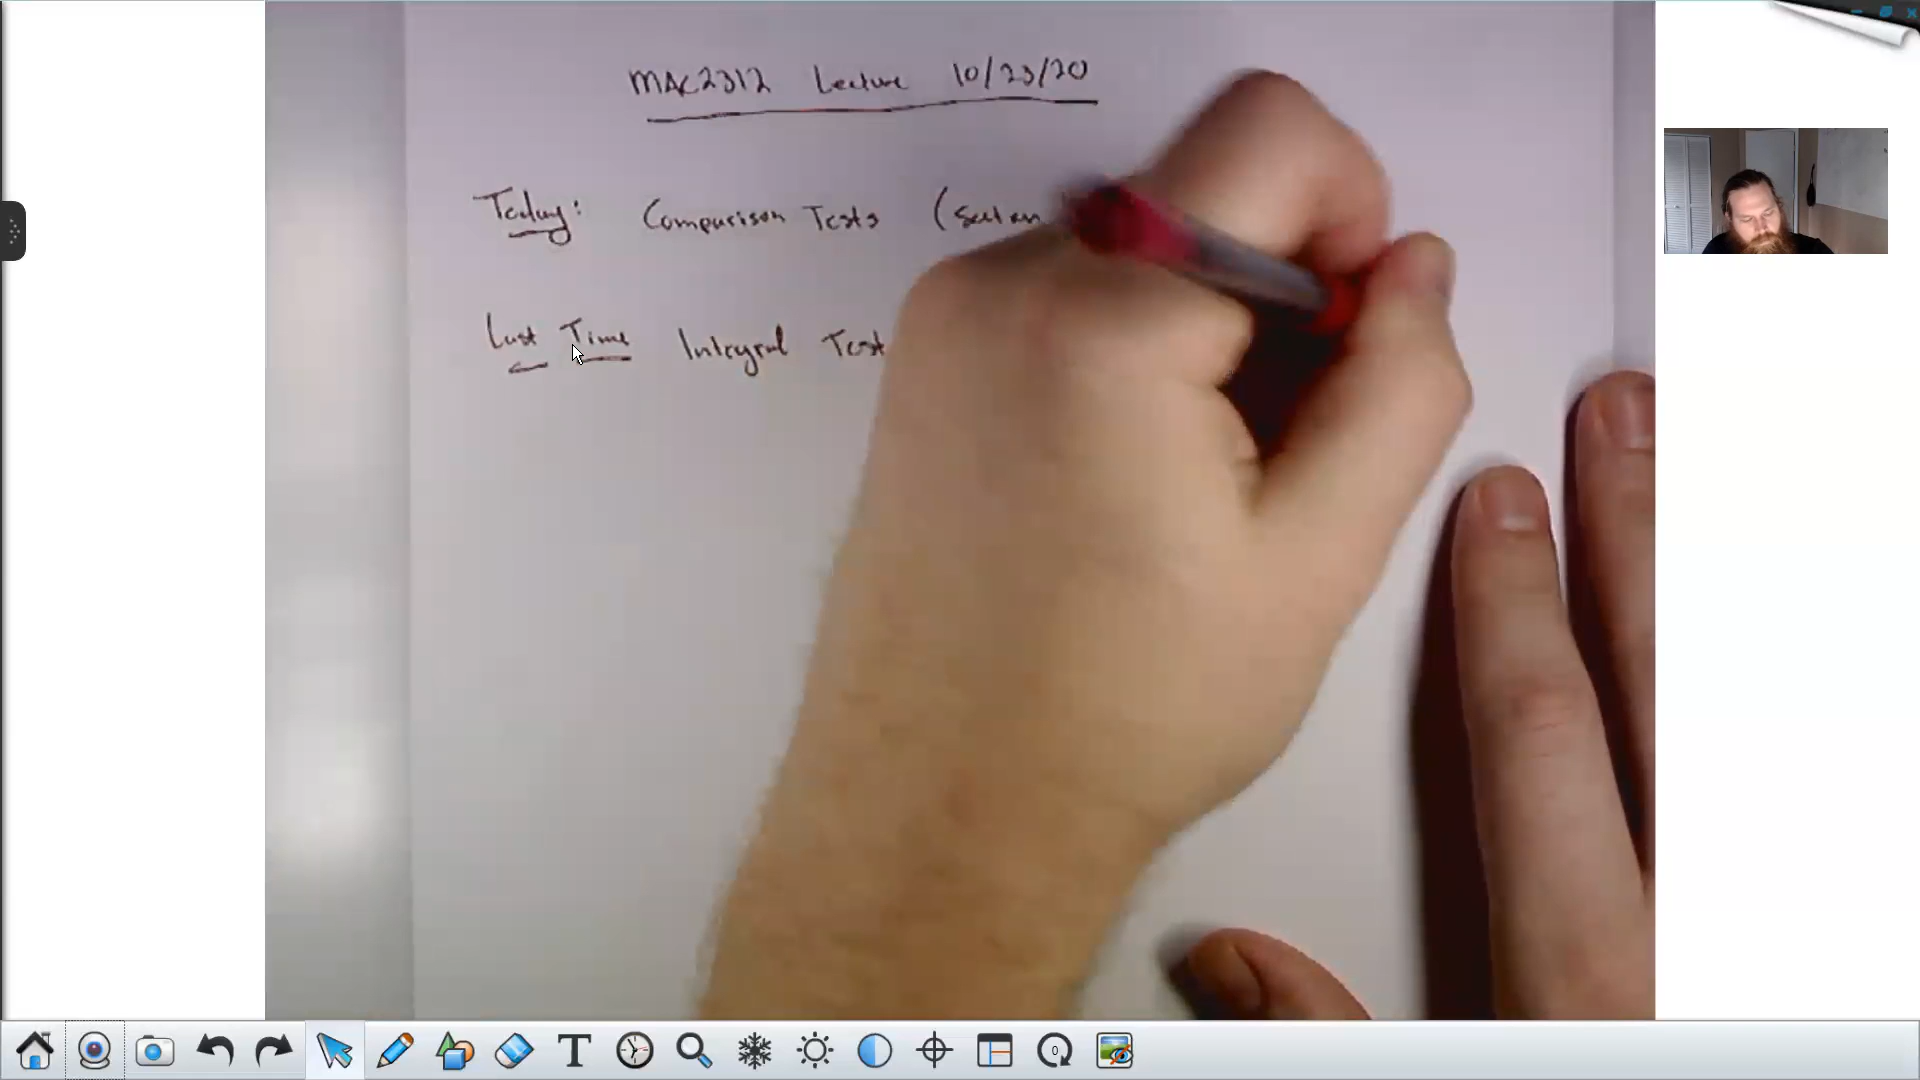 MAC2312 Lecture 10/23/20
Today: Comparison Tests (Section
Last Time Integral Test